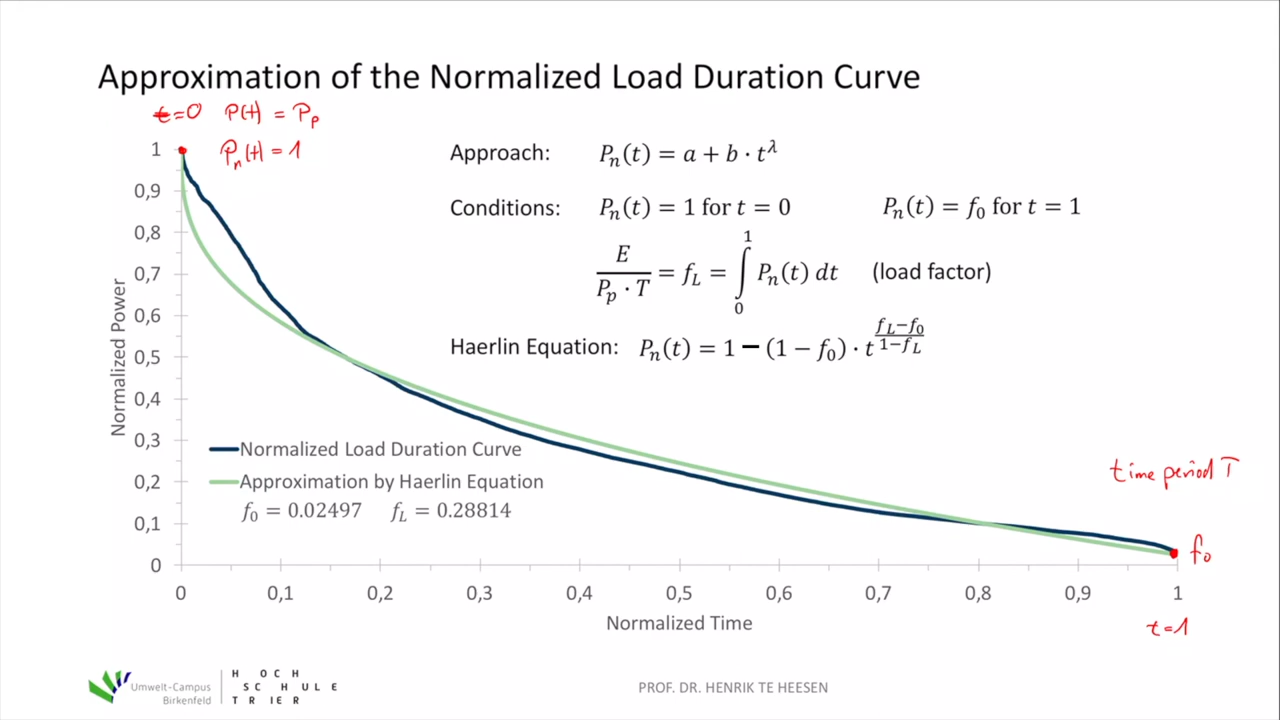 Approximation of the Normalized Load Duration Curve
t=0 P(t) = Pₚ
Pₙ(t) = 1
Approach: Pₙ(t) = a + b · t^λ
Conditions: Pₙ(t) = 1 for t = 0 Pₙ(t) = f₀ for t = 1
E/(Pₚ · T) = f_L = ∫₀¹ Pₙ(t) dt (load factor)
Haerlin Equation: Pₙ(t) = 1 − (1 − f₀) · t^((f_L−f₀)/(1−f_L))
Normalized Power
1
0,9
0,8
0,7
0,6
0,5
0,4
0,3
0,2
0,1
0
Normalized Load Duration Curve
Approximation by Haerlin Equation
f₀ = 0.02497 f_L = 0.28814
time period T
f₀
0 0,1 0,2 0,3 0,4 0,5 0,6 0,7 0,8 0,9 1
Normalized Time
t=1
Umwelt-Campus
Birkenfeld
H OCH
SCHULE
TRIER
PROF. DR. HENRIK TE HEESEN